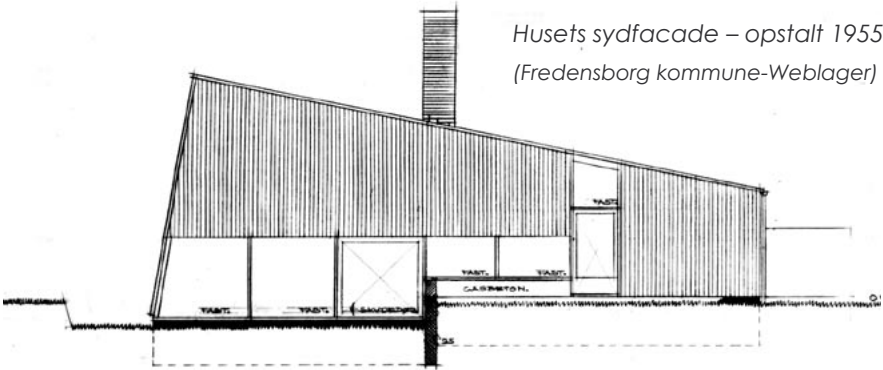 Husets sydfacade – opstalt 1955
(Fredensborg kommune-Weblager)
FAST.
FAST. FAST.
GASBETON.
FAST. FAST. SKYDEDØR